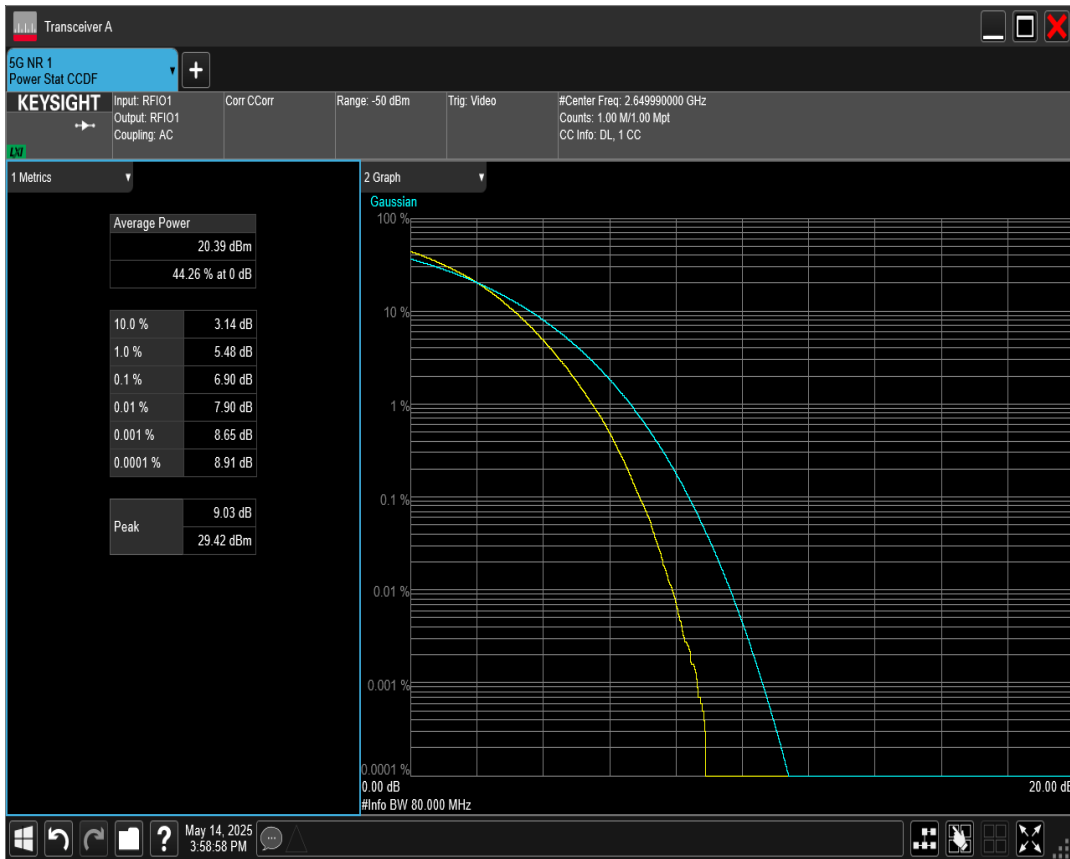 Transceiver A
5G NR 1
Power Stat CCDF
KEYSIGHT
LXI
Input: RFIO1
Output: RFIO1
Coupling: AC
Corr CCorr
Range: -50 dBm
Trig: Video
#Center Freq: 2.649990000 GHz
Counts: 1.00 M/1.00 Mpt
CC Info: DL, 1 CC
1 Metrics
Average Power
20.39 dBm
44.26 % at 0 dB
10.0 % 3.14 dB
1.0 % 5.48 dB
0.1 % 6.90 dB
0.01 % 7.90 dB
0.001 % 8.65 dB
0.0001 % 8.91 dB
Peak
9.03 dB
29.42 dBm
2 Graph
Gaussian
100 %
10 %
1 %
0.1 %
0.01 %
0.001 %
0.0001 %
0.00 dB
20.00 dB
#Info BW 80.000 MHz
?
May 14, 2025
3:58:58 PM